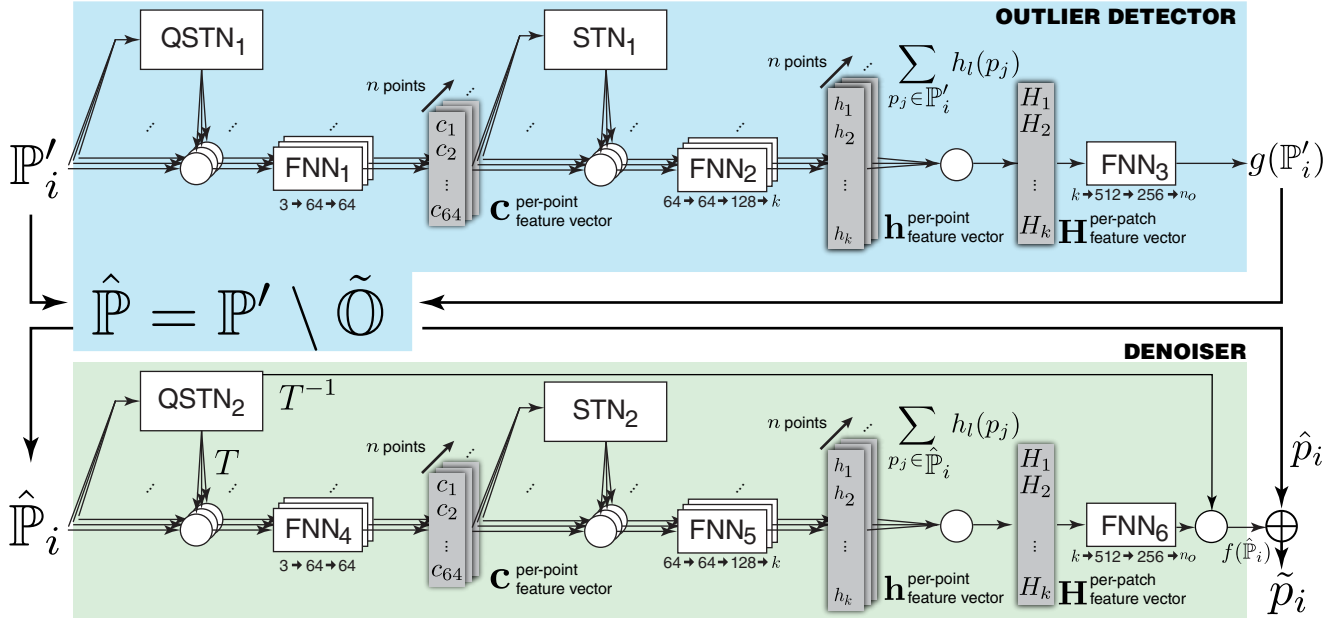 OUTLIER DETECTOR
QSTN₁
STN₁
n points
n points
∑ hₗ(pⱼ)
pⱼ∈ℙ′ᵢ
ℙ′ᵢ
FNN₁
3→64→64
c₁
c₂
...
c₆₄
c per-point
feature vector
FNN₂
64→64→128→k
h₁
h₂
...
hₖ
h per-point
feature vector
H₁
H₂
...
Hₖ
H per-patch
feature vector
FNN₃
k→512→256→nₒ
g(ℙ′ᵢ)
ℙ̂ = ℙ′ \ 𝕆̃
DENOISER
QSTN₂
T⁻¹
T
STN₂
n points
n points
∑ hₗ(pⱼ)
pⱼ∈ℙ̂ᵢ
ℙ̂ᵢ
FNN₄
3→64→64
c₁
c₂
...
c₆₄
c per-point
feature vector
FNN₅
64→64→128→k
h₁
h₂
...
hₖ
h per-point
feature vector
H₁
H₂
...
Hₖ
H per-patch
feature vector
FNN₆
k→512→256→nₒ
f(ℙ̂ᵢ)
p̂ᵢ
p̃ᵢ